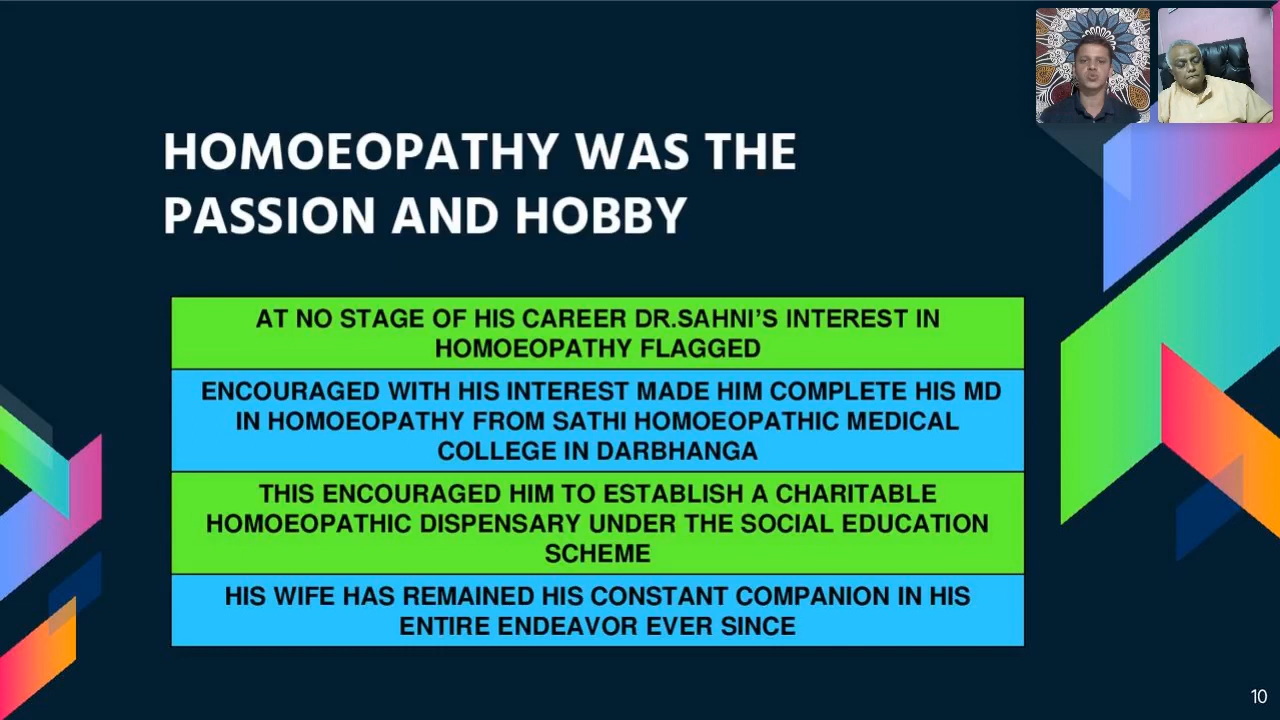 HOMOEOPATHY WAS THE
PASSION AND HOBBY
AT NO STAGE OF HIS CAREER DR.SAHNI'S INTEREST IN
HOMOEOPATHY FLAGGED
ENCOURAGED WITH HIS INTEREST MADE HIM COMPLETE HIS MD
IN HOMOEOPATHY FROM SATHI HOMOEOPATHIC MEDICAL
COLLEGE IN DARBHANGA
THIS ENCOURAGED HIM TO ESTABLISH A CHARITABLE
HOMOEOPATHIC DISPENSARY UNDER THE SOCIAL EDUCATION
SCHEME
HIS WIFE HAS REMAINED HIS CONSTANT COMPANION IN HIS
ENTIRE ENDEAVOR EVER SINCE
10